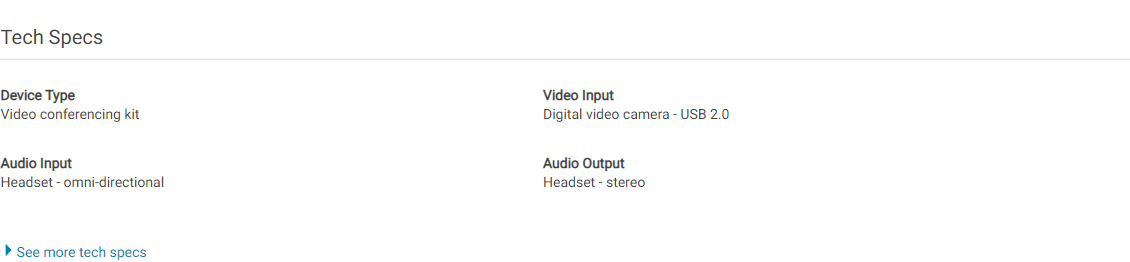 Tech Specs
Device Type
Video conferencing kit
Video Input
Digital video camera - USB 2.0
Audio Input
Headset - omni-directional
Audio Output
Headset - stereo
See more tech specs